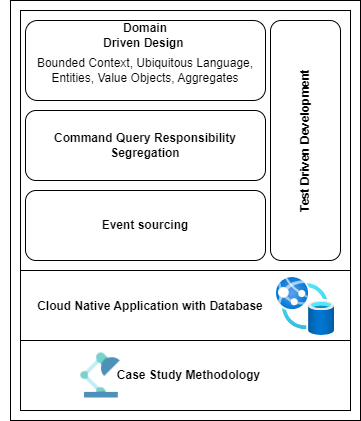 Domain
Driven Design
Bounded Context, Ubiquitous Language,
Entities, Value Objects, Aggregates
Command Query Responsibility
Segregation
Event sourcing
Test Driven Development
Cloud Native Application with Database
Case Study Methodology